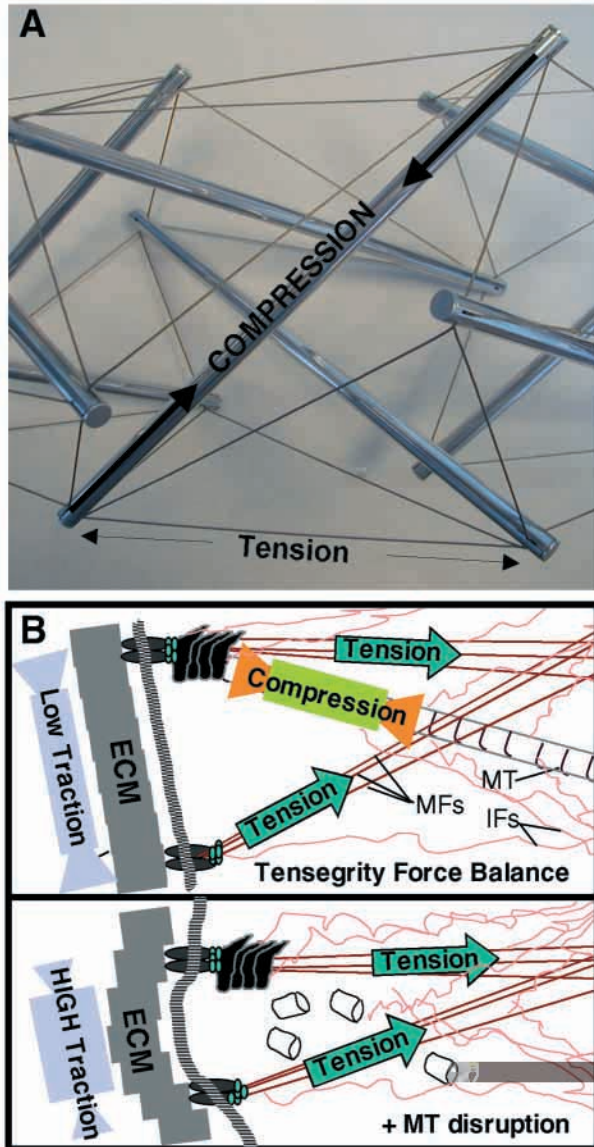 A
COMPRESSION
Tension
B
Tension
Compression
Low Traction
ECM
MT
Tension
MFs
IFs
Tensegrity Force Balance
Tension
HIGH Traction
ECM
Tension
+ MT disruption